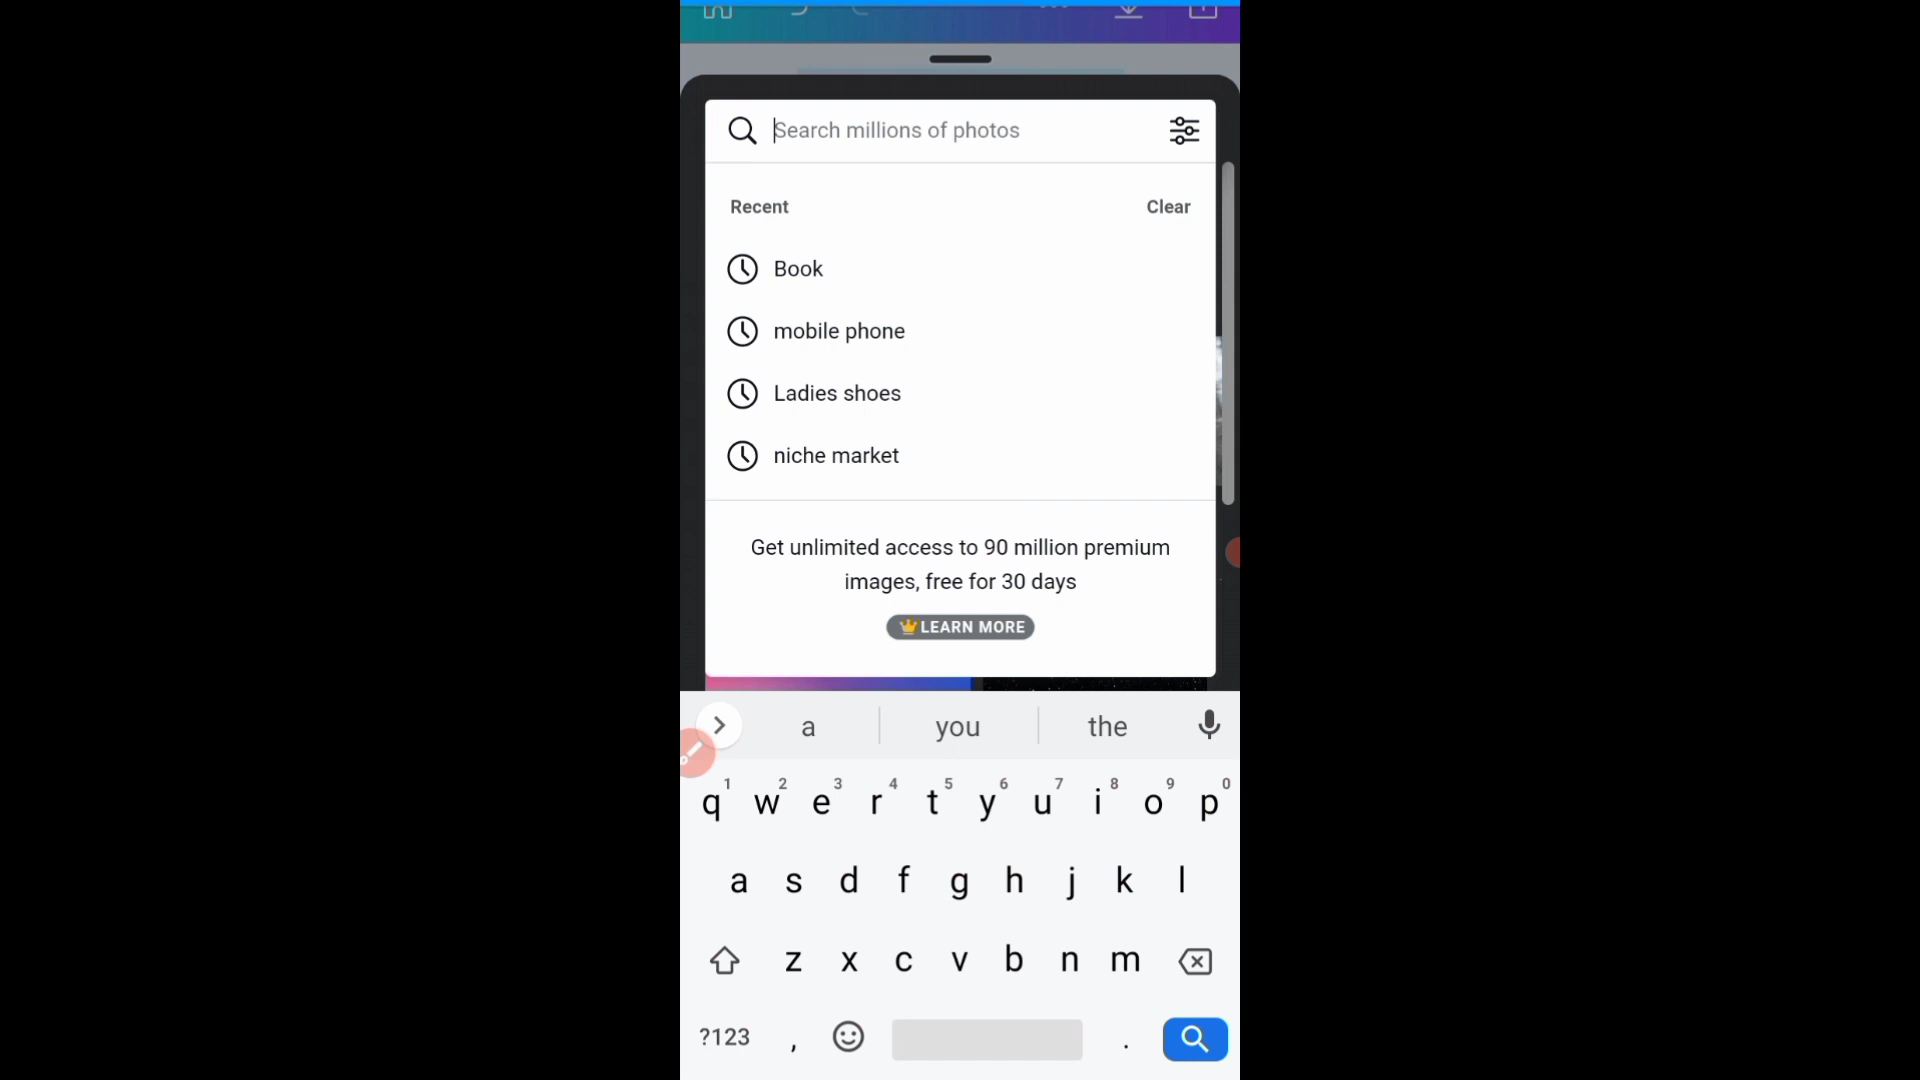 Search millions of photos
Recent Clear
Book
mobile phone
Ladies shoes
niche market
Get unlimited access to 90 million premium
images, free for 30 days
LEARN MORE
a you the
1 2 3 4 5 6 7 8 9 0
q w e r t y u i o p
a s d f g h j k l
z x c v b n m
?123 , .